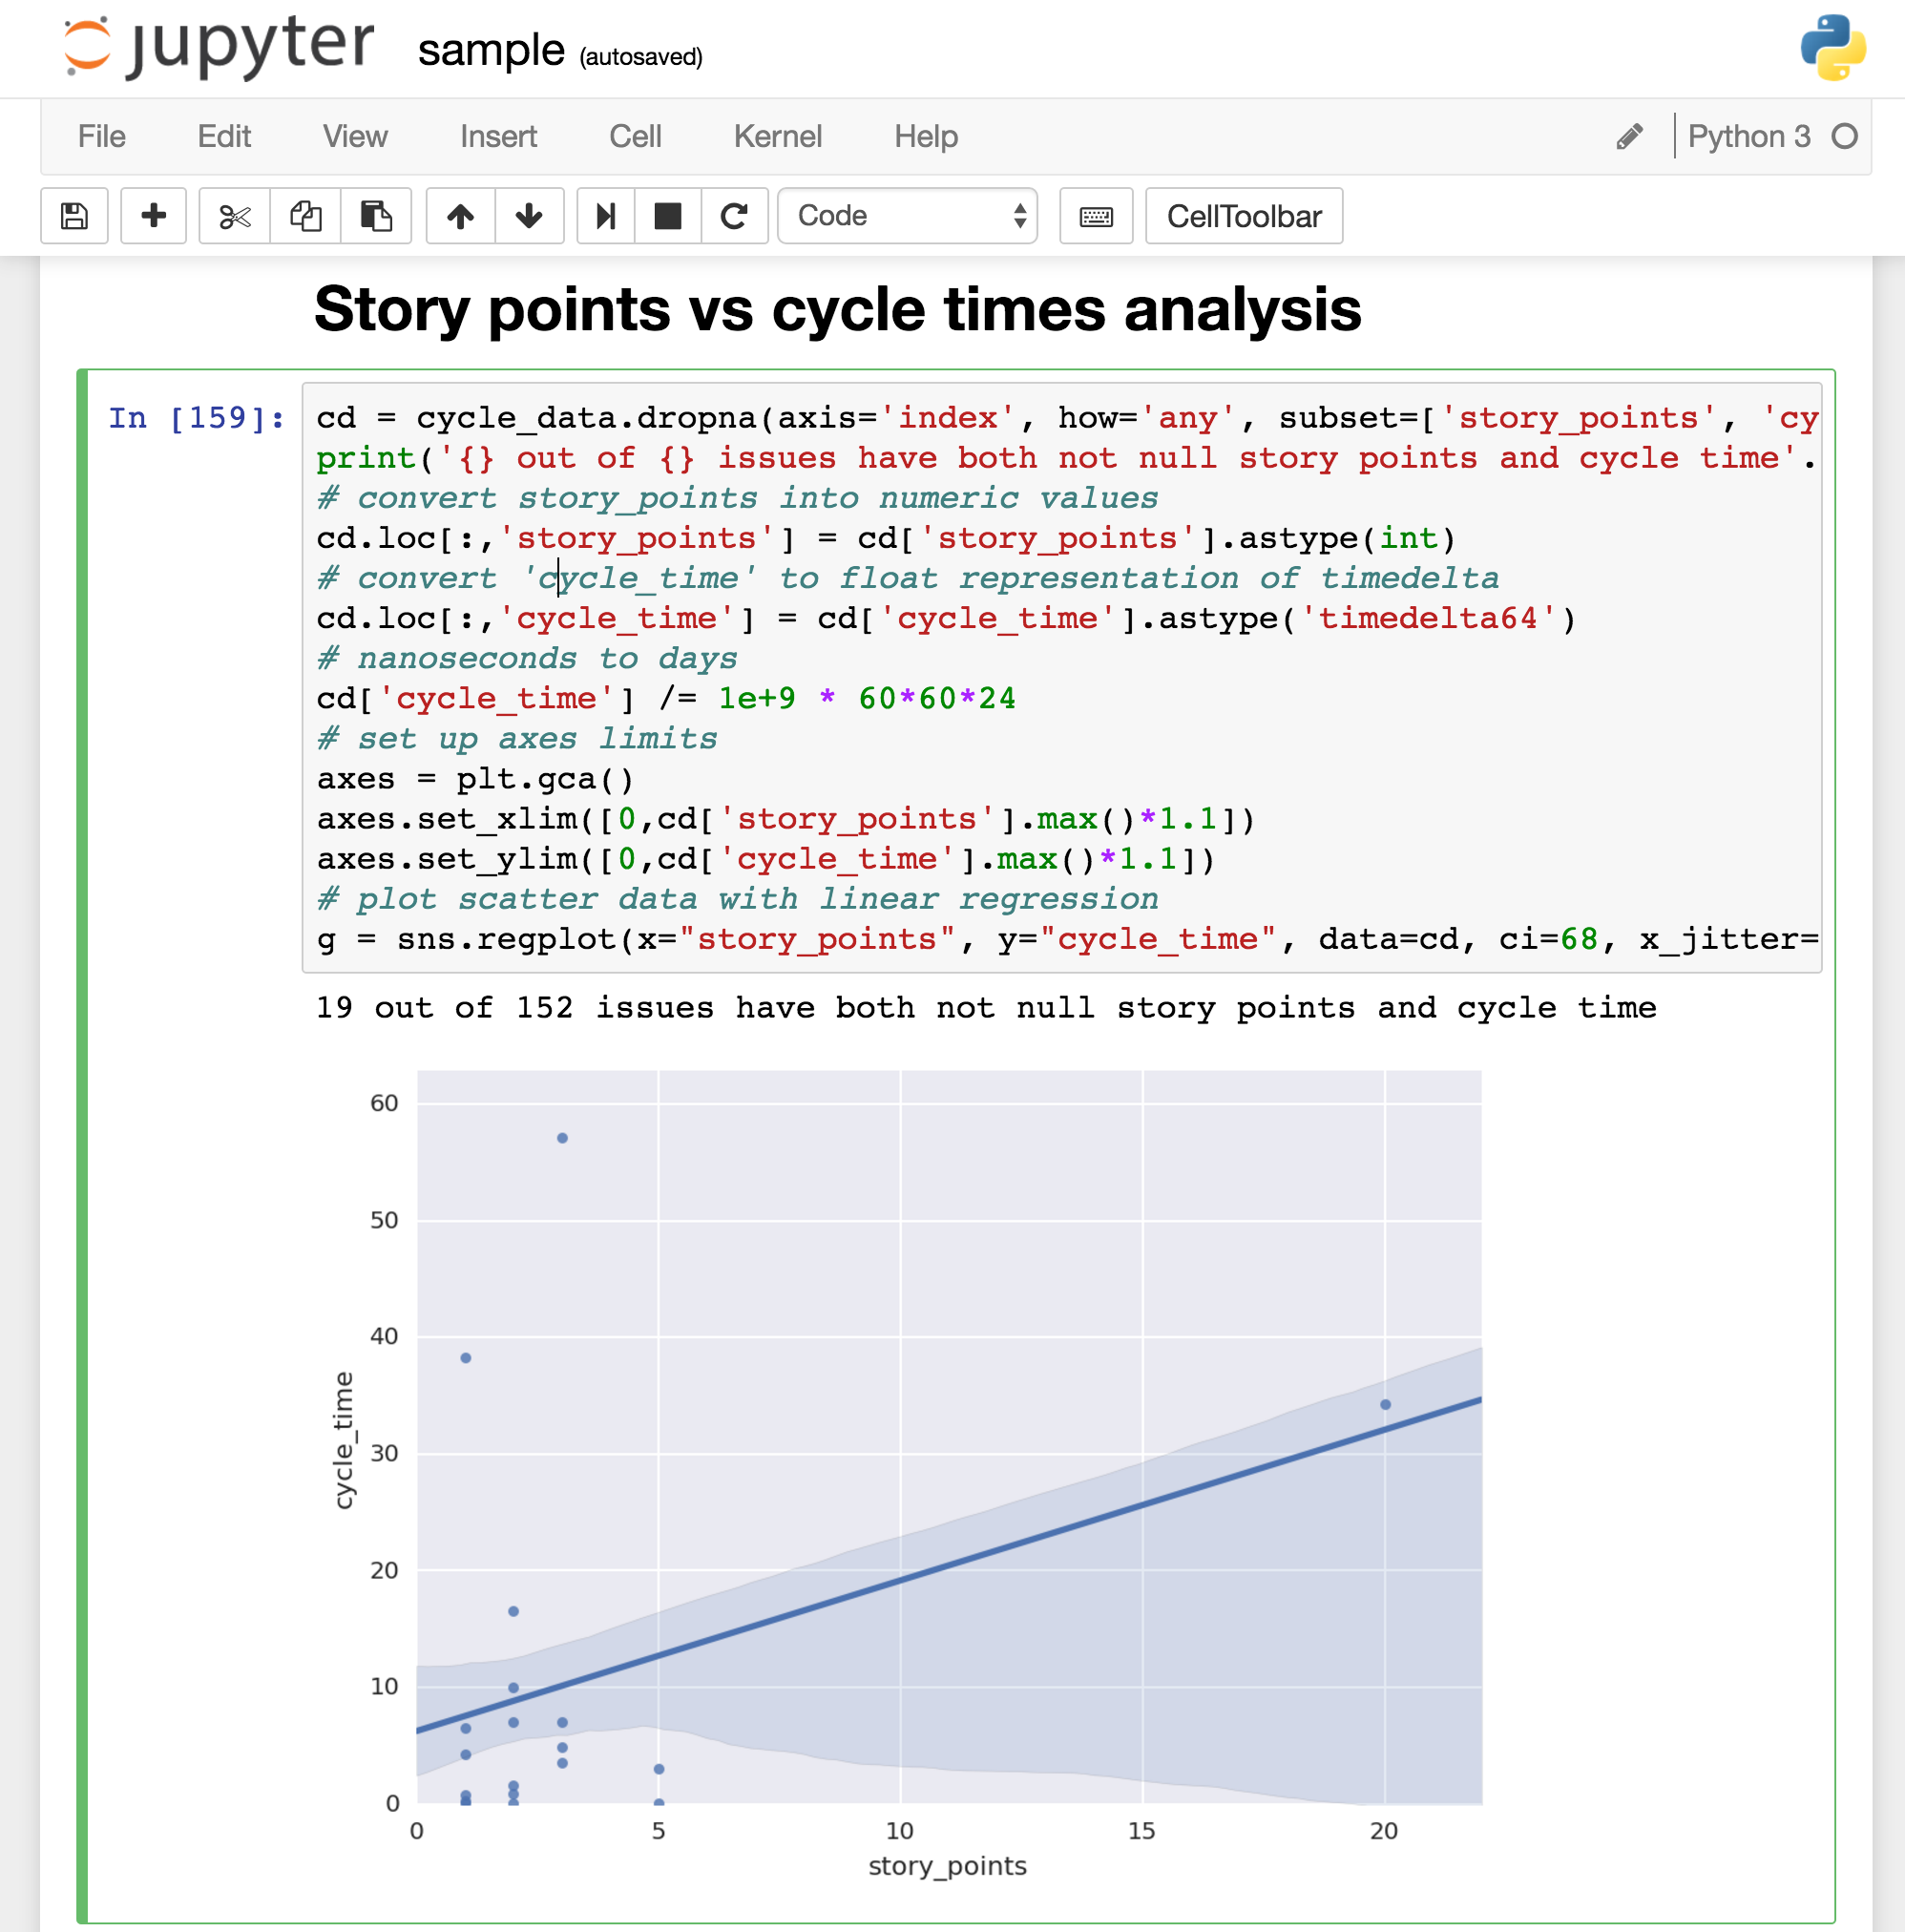 jupyter sample (autosaved)
File Edit View Insert Cell Kernel Help Python 3
Code CellToolbar
Story points vs cycle times analysis
In [159]:
cd = cycle_data.dropna(axis='index', how='any', subset=['story_points', 'cy
print('{} out of {} issues have both not null story points and cycle time'.
# convert story_points into numeric values
cd.loc[:,'story_points'] = cd['story_points'].astype(int)
# convert 'cycle_time' to float representation of timedelta
cd.loc[:,'cycle_time'] = cd['cycle_time'].astype('timedelta64')
# nanoseconds to days
cd['cycle_time'] /= 1e+9 * 60*60*24
# set up axes limits
axes = plt.gca()
axes.set_xlim([0,cd['story_points'].max()*1.1])
axes.set_ylim([0,cd['cycle_time'].max()*1.1])
# plot scatter data with linear regression
g = sns.regplot(x="story_points", y="cycle_time", data=cd, ci=68, x_jitter=
19 out of 152 issues have both not null story points and cycle time
60
50
40
30
20
10
0
cycle_time
0 5 10 15 20
story_points